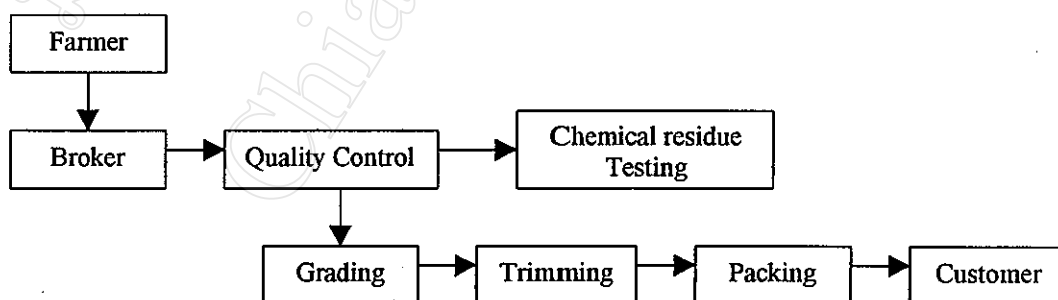 Farmer
Broker
Quality Control
Chemical residue
Testing
Grading
Trimming
Packing
Customer